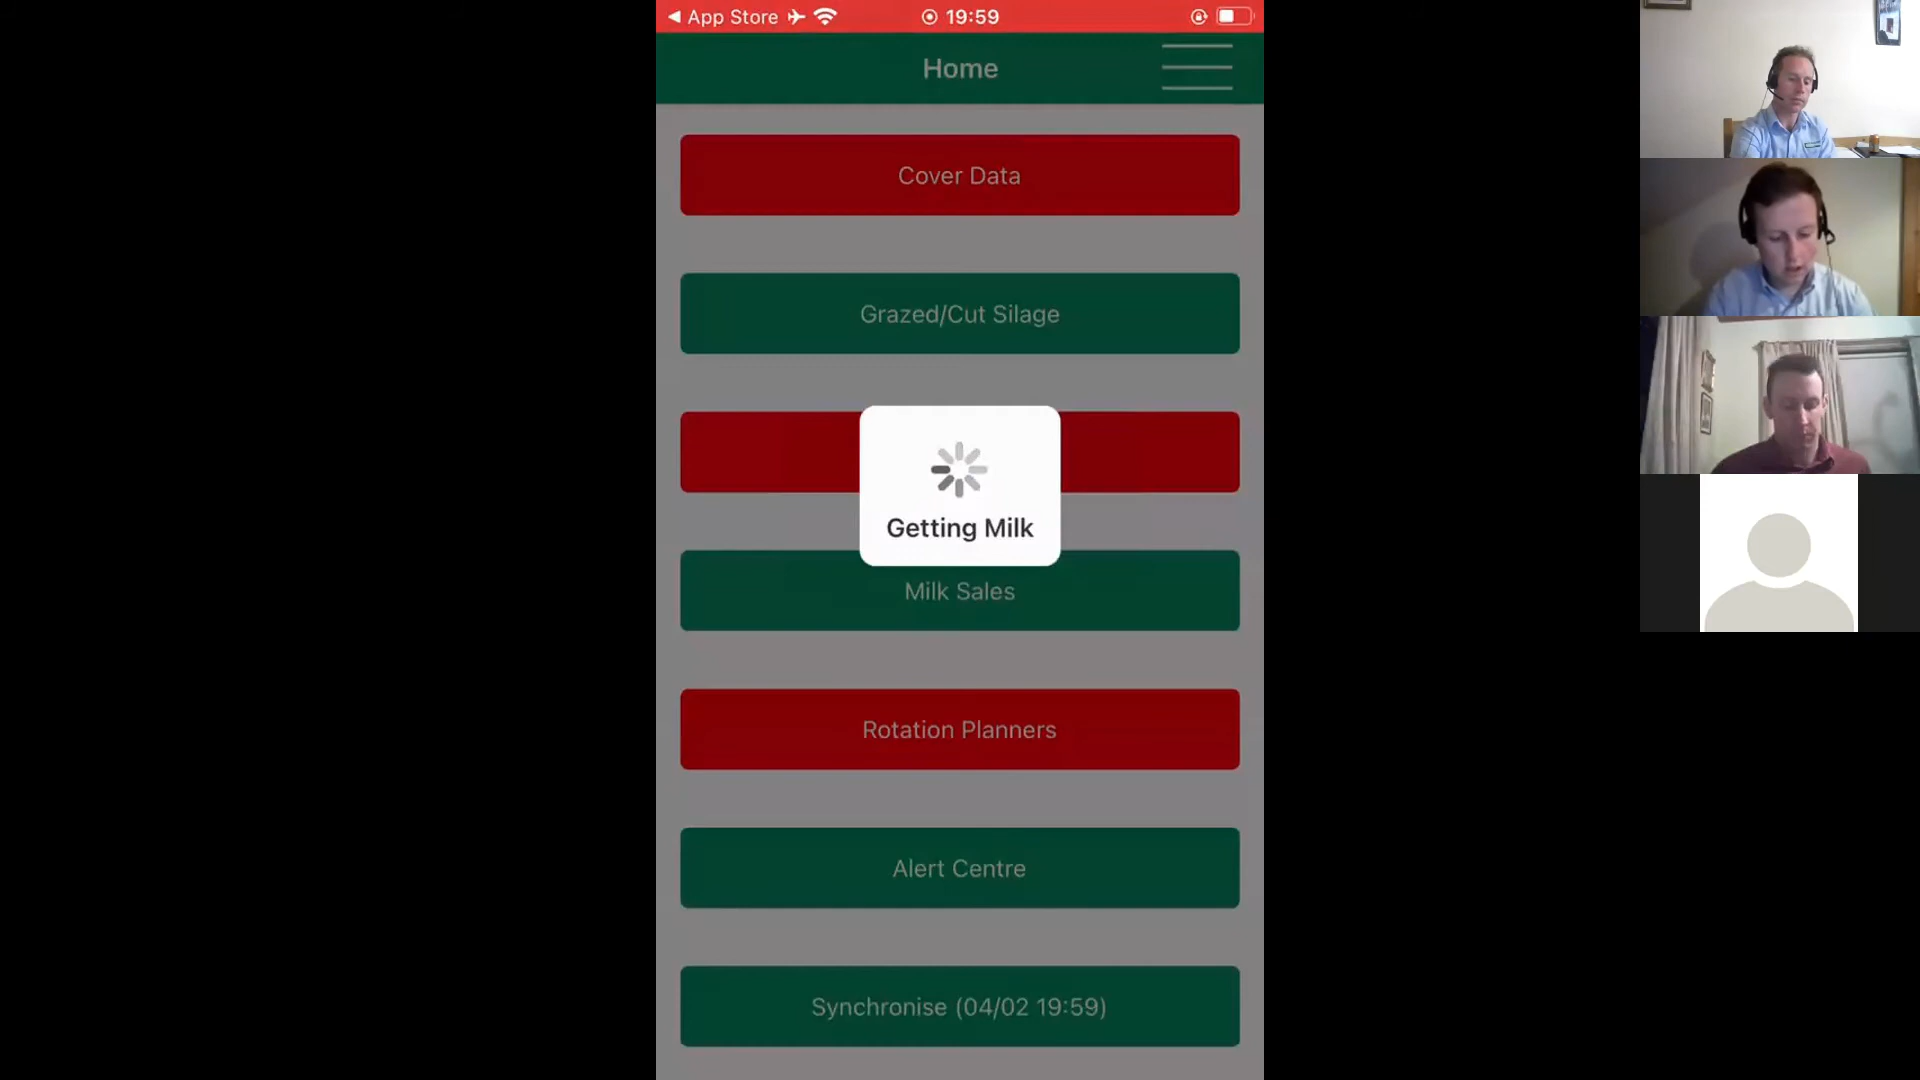 App Store
19:59
Home
Cover Data
Grazed/Cut Silage
Getting Milk
Milk Sales
Rotation Planners
Alert Centre
Synchronise (04/02 19:59)